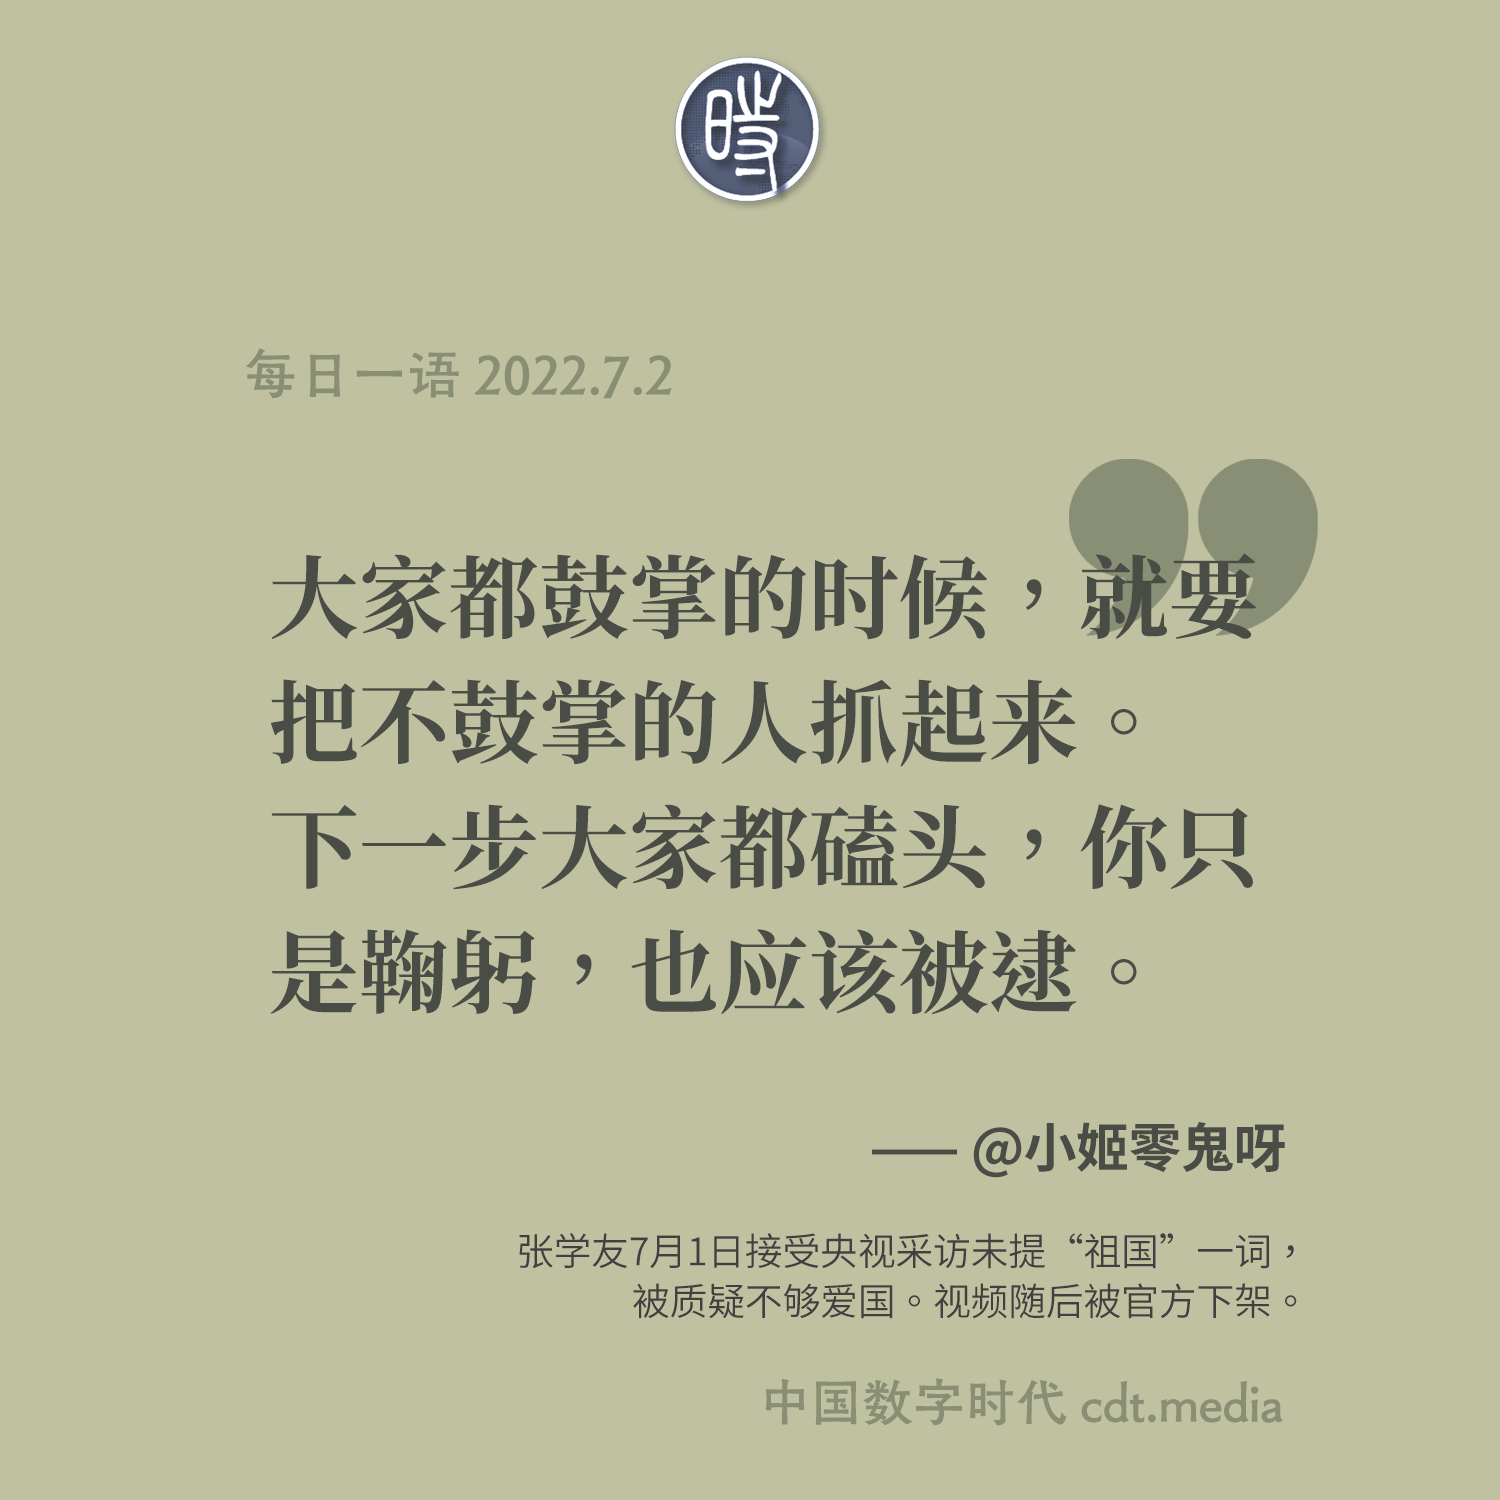 時
每日一语 2022.7.2
大家都鼓掌的时候，就要
把不鼓掌的人抓起来。
下一步大家都磕头，你只
是鞠躬，也应该被逮。
—— @小姬零鬼呀
张学友7月1日接受央视采访未提“祖国”一词，
被质疑不够爱国。视频随后被官方下架。
中国数字时代 cdt.media